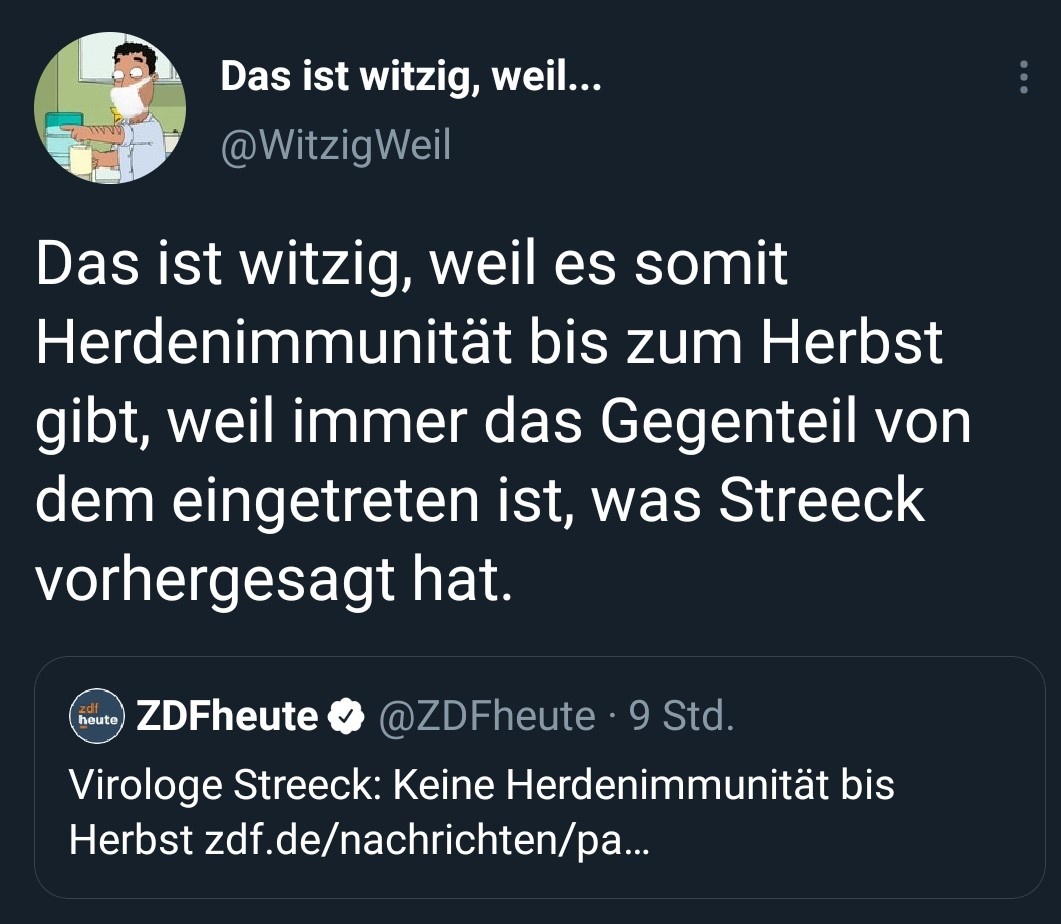 Das ist witzig, weil...
@WitzigWeil
Das ist witzig, weil es somit
Herdenimmunität bis zum Herbst
gibt, weil immer das Gegenteil von
dem eingetreten ist, was Streeck
vorhergesagt hat.
zdf
heute
ZDFheute @ZDFheute · 9 Std.
Virologe Streeck: Keine Herdenimmunität bis
Herbst zdf.de/nachrichten/pa...